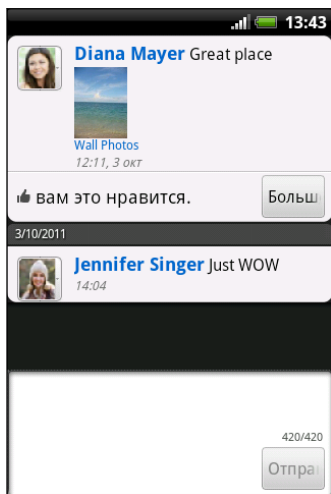 13:43
Diana Mayer Great place
Wall Photos
12:11, 3 окт
вам это нравится.
Больш
3/10/2011
Jennifer Singer Just WOW
14:04
420/420
Отпра